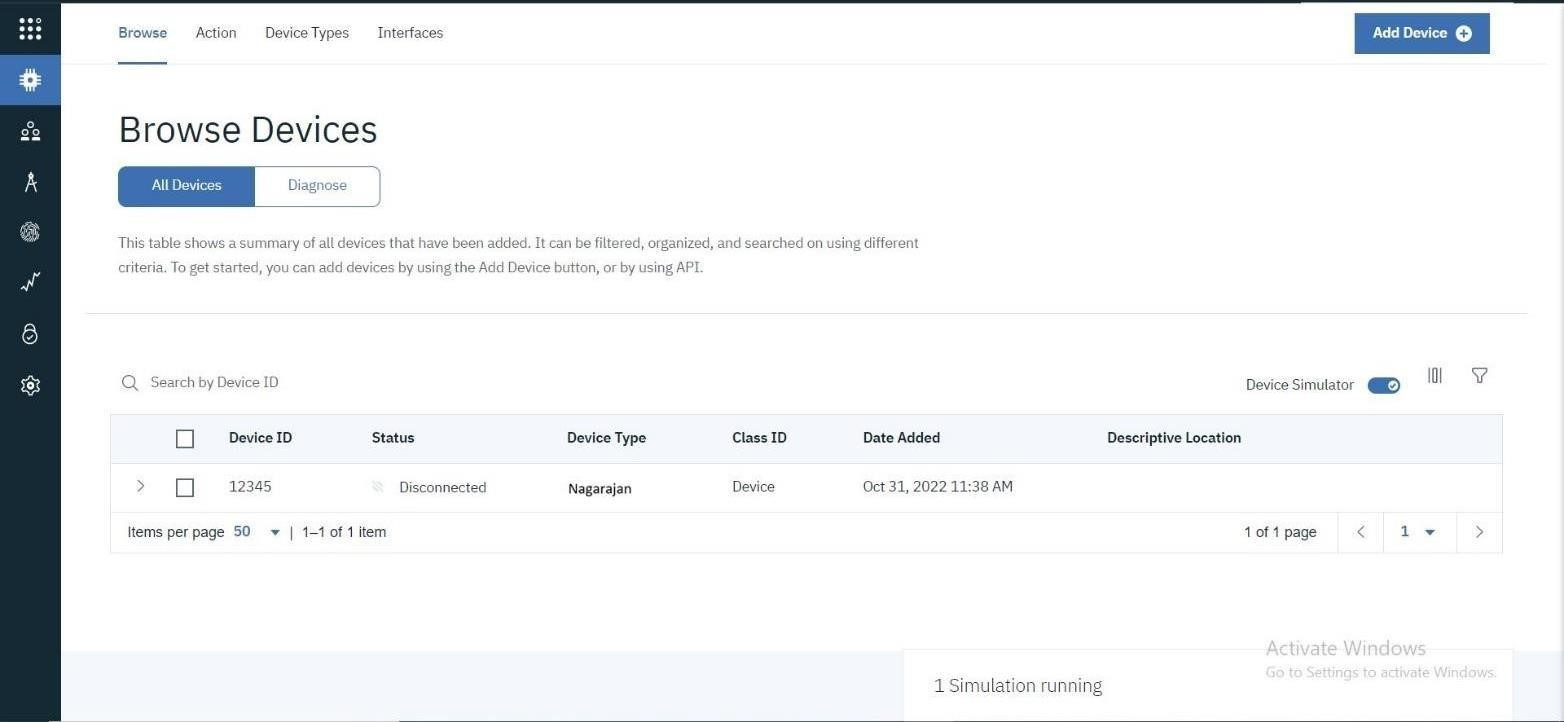 Browse Action Device Types Interfaces Add Device
Browse Devices
All Devices Diagnose
This table shows a summary of all devices that have been added. It can be filtered, organized, and searched on using different
criteria. To get started, you can add devices by using the Add Device button, or by using API.
Search by Device ID Device Simulator
Device ID Status Device Type Class ID Date Added Descriptive Location
12345 Disconnected Nagarajan Device Oct 31, 2022 11:38 AM
Items per page 50 | 1–1 of 1 item 1 of 1 page 1
Activate Windows
Go to Settings to activate Windows.
1 Simulation running